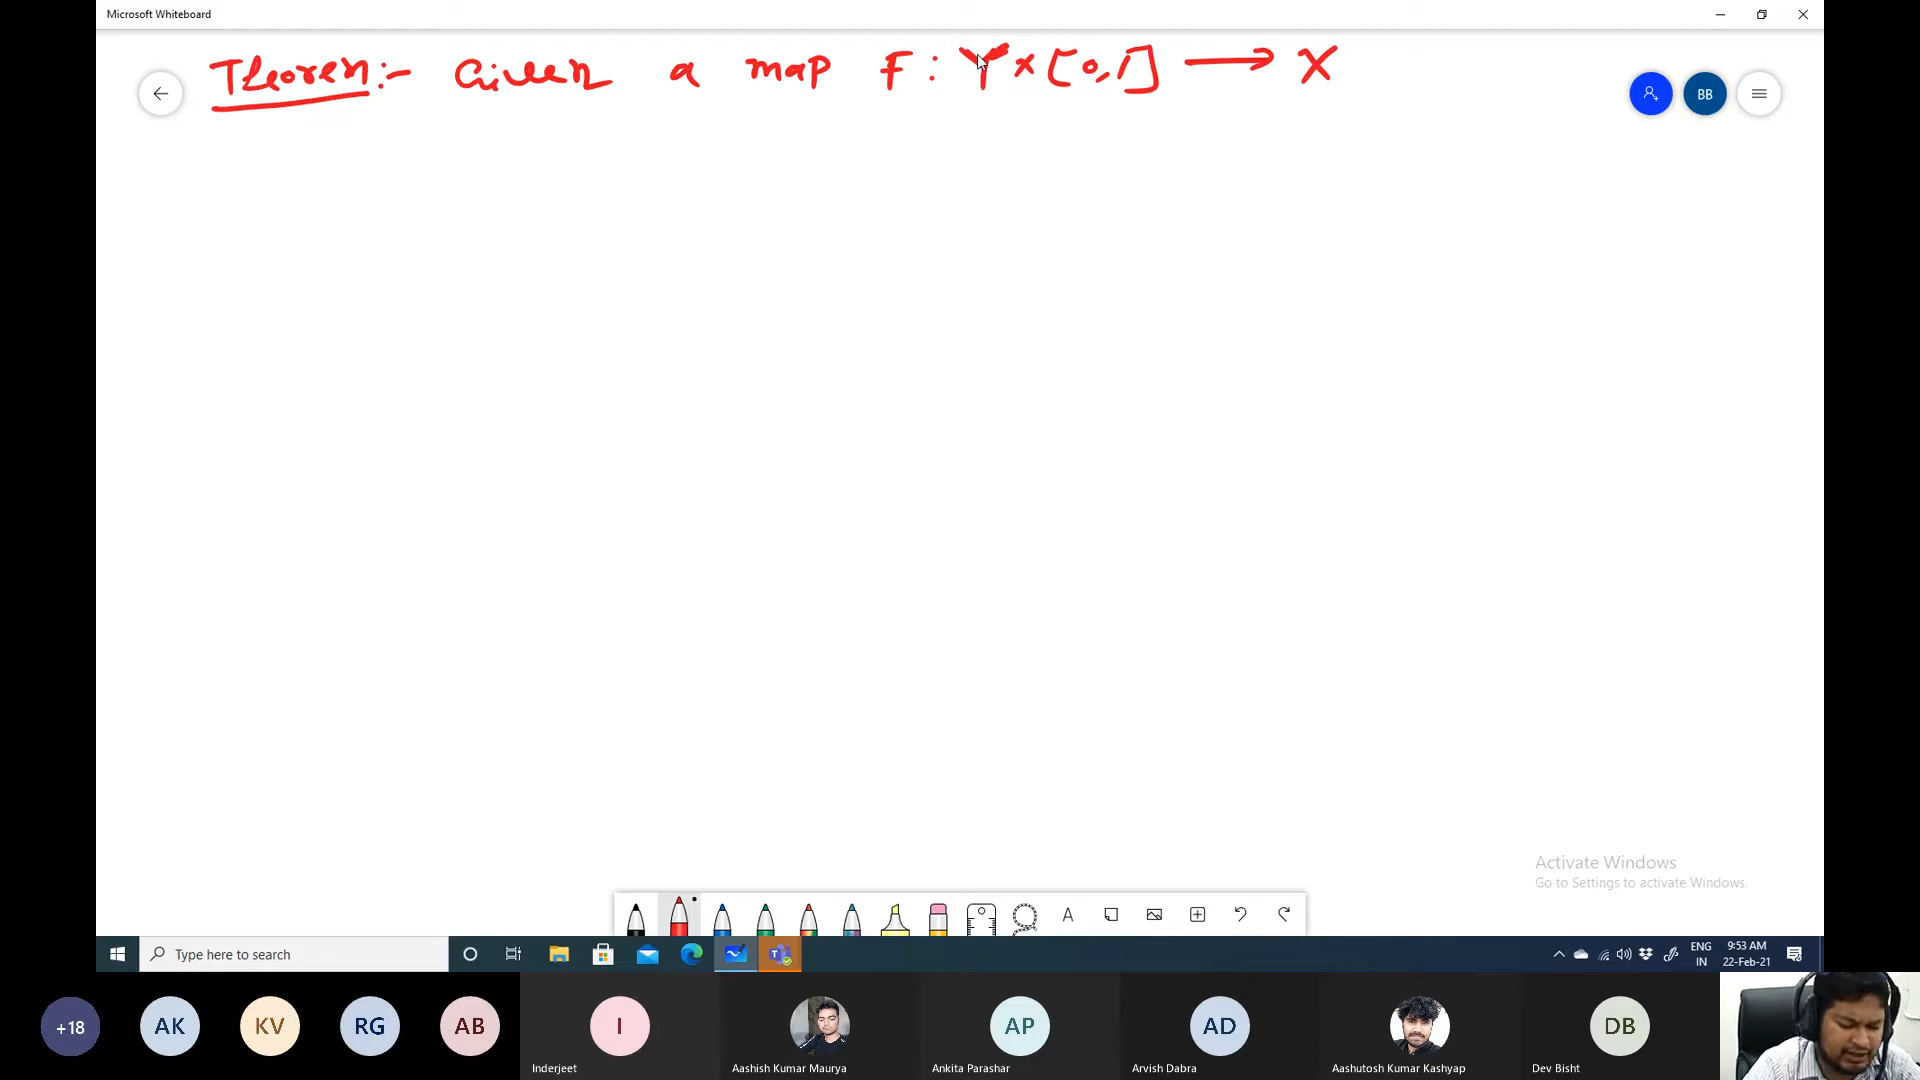 Microsoft Whiteboard
Theorem:- Given a map F : Y × [0,1] ⟶ X
BB
Activate Windows
Go to Settings to activate Windows.
A
Type here to search
ENG
IN
9:53 AM
22-Feb-21
+18
AK
KV
RG
AB
I
AP
AD
DB
Inderjeet
Aashish Kumar Maurya
Ankita Parashar
Arvish Dabra
Aashutosh Kumar Kashyap
Dev Bisht